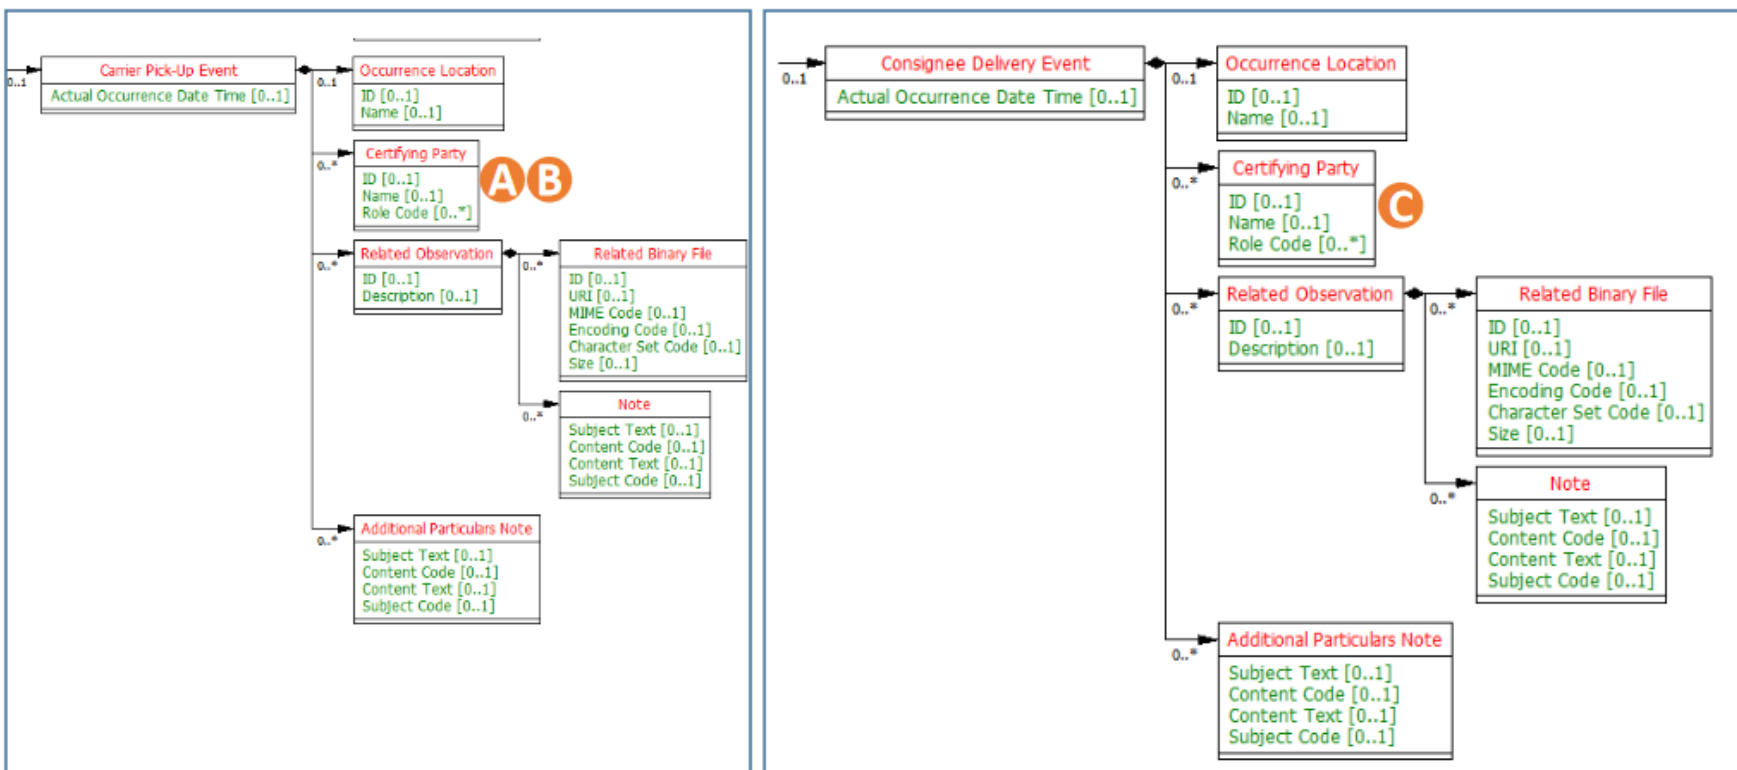 Carrier Pick-Up Event
Actual Occurrence Date Time [0..1]
0..1
0..1
Occurrence Location
ID [0..1]
Name [0..1]
0..*
Certifying Party
ID [0..1]
Name [0..1]
Role Code [0..*]
A B
0..*
Related Observation
ID [0..1]
Description [0..1]
0..*
Related Binary File
ID [0..1]
URI [0..1]
MIME Code [0..1]
Encoding Code [0..1]
Character Set Code [0..1]
Size [0..1]
0..*
Note
Subject Text [0..1]
Content Code [0..1]
Content Text [0..1]
Subject Code [0..1]
0..*
Additional Particulars Note
Subject Text [0..1]
Content Code [0..1]
Content Text [0..1]
Subject Code [0..1]
0..1
Consignee Delivery Event
Actual Occurrence Date Time [0..1]
0..1
Occurrence Location
ID [0..1]
Name [0..1]
0..*
Certifying Party
ID [0..1]
Name [0..1]
Role Code [0..*]
C
0..*
Related Observation
ID [0..1]
Description [0..1]
0..*
Related Binary File
ID [0..1]
URI [0..1]
MIME Code [0..1]
Encoding Code [0..1]
Character Set Code [0..1]
Size [0..1]
0..*
Note
Subject Text [0..1]
Content Code [0..1]
Content Text [0..1]
Subject Code [0..1]
0..*
Additional Particulars Note
Subject Text [0..1]
Content Code [0..1]
Content Text [0..1]
Subject Code [0..1]